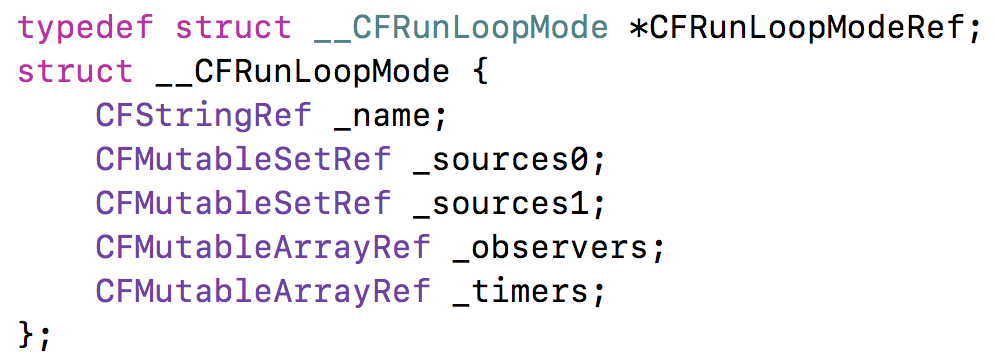 typedef struct __CFRunLoopMode *CFRunLoopModeRef;
struct __CFRunLoopMode {
    CFStringRef _name;
    CFMutableSetRef _sources0;
    CFMutableSetRef _sources1;
    CFMutableArrayRef _observers;
    CFMutableArrayRef _timers;
};